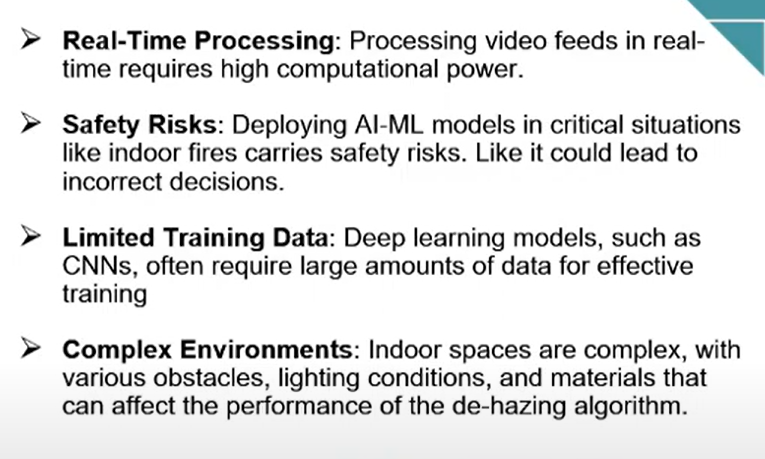 ➢ Real-Time Processing: Processing video feeds in real-
time requires high computational power.
➢ Safety Risks: Deploying AI-ML models in critical situations
like indoor fires carries safety risks. Like it could lead to
incorrect decisions.
➢ Limited Training Data: Deep learning models, such as
CNNs, often require large amounts of data for effective
training
➢ Complex Environments: Indoor spaces are complex, with
various obstacles, lighting conditions, and materials that
can affect the performance of the de-hazing algorithm.